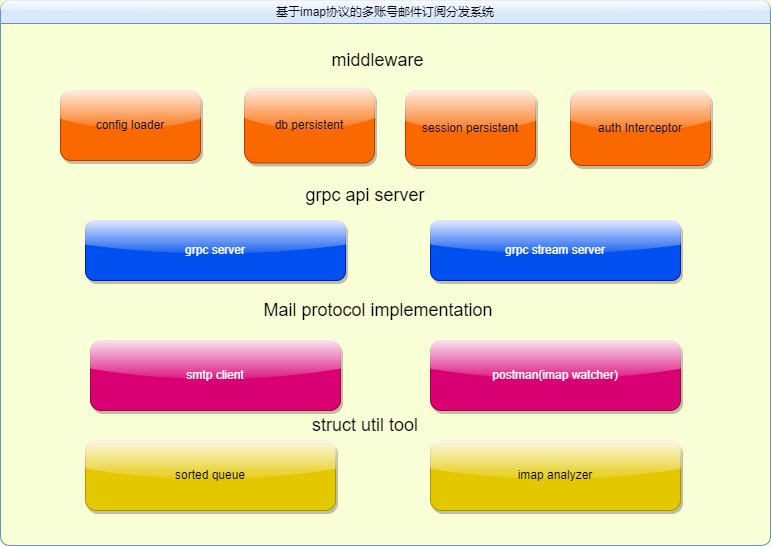 基于imap协议的多账号邮件订阅分发系统
middleware
config loader
db persistent
session persistent
auth Interceptor
grpc api server
grpc server
grpc stream server
Mail protocol implementation
smtp client
postman(imap watcher)
struct util tool
sorted queue
imap analyzer